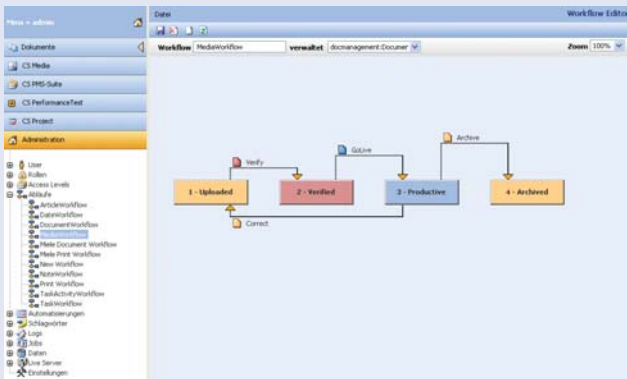 Menü - admin
Dokumente
CS Media
CS PMS-Suite
CS PerformanceTest
CS Project
Administration
User
Rollen
Access Levels
Abläufe
ArticleWorkflow
DateWorkflow
DocumentWorkflow
MediaWorkflow
Miele Document Workflow
Miele Print Workflow
New Workflow
NoteWorkflow
Print Workflow
TaskActivityWorkflow
TaskWorkflow
Automatisierungen
Schlagwörter
Logs
Jobs
Daten
Live Server
Einstellungen
Datei
Workflow Editor
Workflow MediaWorkflow verwaltet docmanagement:Documer Zoom 100%
Archive
GoLive
Verify
1 - Uploaded 2 - Verified 3 - Productive 4 - Archived
Correct